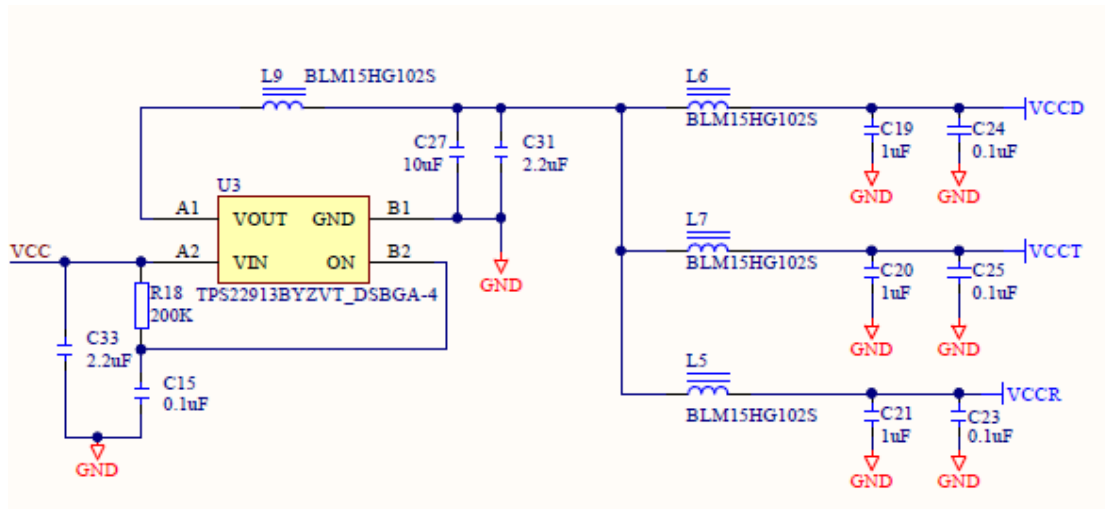 L9 BLM15HG102S
L6
BLM15HG102S
VCCD
C27
10uF
C31
2.2uF
C19
1uF
C24
0.1uF
GND
GND
U3
A1 VOUT GND B1
A2 VIN ON B2
TPS22913BYZVT_DSBGA-4
GND
VCC
R18
200K
C33
2.2uF
C15
0.1uF
GND
L7
BLM15HG102S
VCCT
C20
1uF
C25
0.1uF
GND
GND
L5
BLM15HG102S
VCCR
C21
1uF
C23
0.1uF
GND
GND